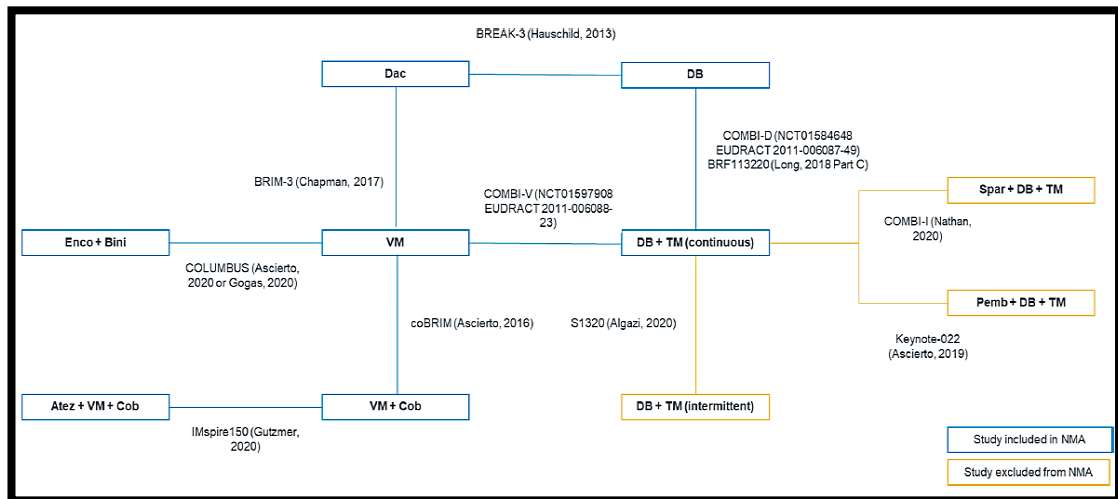 BREAK-3 (Hauschild, 2013)
Dac
DB
COMBI-D (NCT01584648
EUDRACT 2011-006087-49)
BRF113220 (Long, 2018 Part C)
BRIM-3 (Chapman, 2017)
COMBI-V (NCT01597908
EUDRACT 2011-006088-
23)
Spar + DB + TM
COMBI-I (Nathan,
2020)
Enco + Bini
VM
DB + TM (continuous)
COLUMBUS (Ascierto,
2020 or Gogas, 2020)
Pemb + DB + TM
coBRIM (Ascierto, 2016)
S1320 (Algazi, 2020)
Keynote-022
(Ascierto, 2019)
Atez + VM + Cob
VM + Cob
DB + TM (intermittent)
IMspire150 (Gutzmer,
2020)
Study included in NMA
Study excluded from NMA